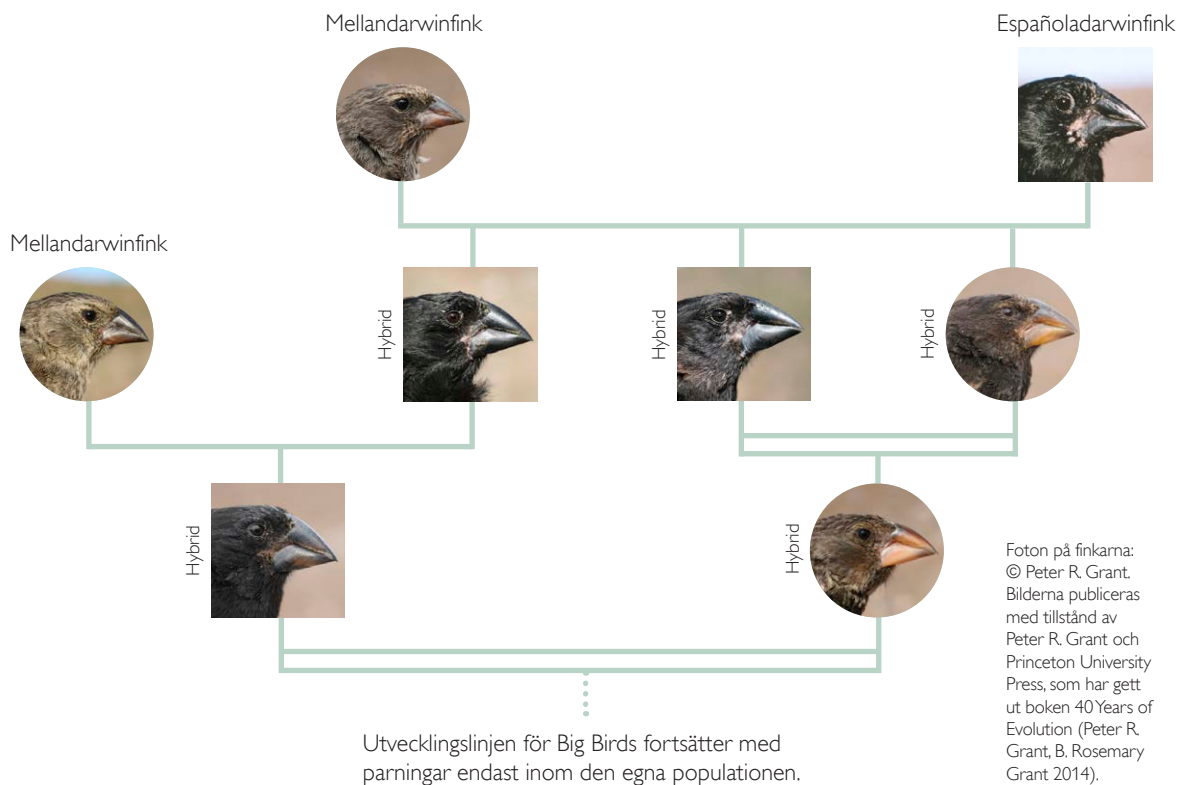 Mellandarwinfink
Españoladarwinfink
Mellandarwinfink
Hybrid
Hybrid
Hybrid
Hybrid
Hybrid
Foton på finkarna:
© Peter R. Grant.
Bilderna publiceras
med tillstånd av
Peter R. Grant och
Princeton University
Press, som har gett
ut boken 40 Years of
Evolution (Peter R.
Grant, B. Rosemary
Grant 2014).
Utvecklingslinjen för Big Birds fortsätter med
parningar endast inom den egna populationen.